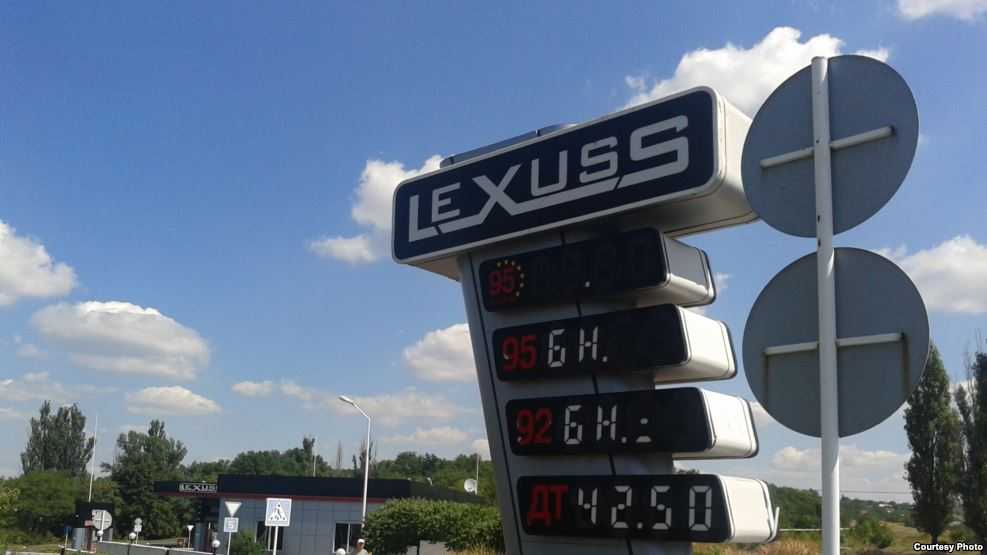 LEXUSS
95
95 БН.
92 БН.-
ДТ 42.50
LEXUSS
Courtesy Photo